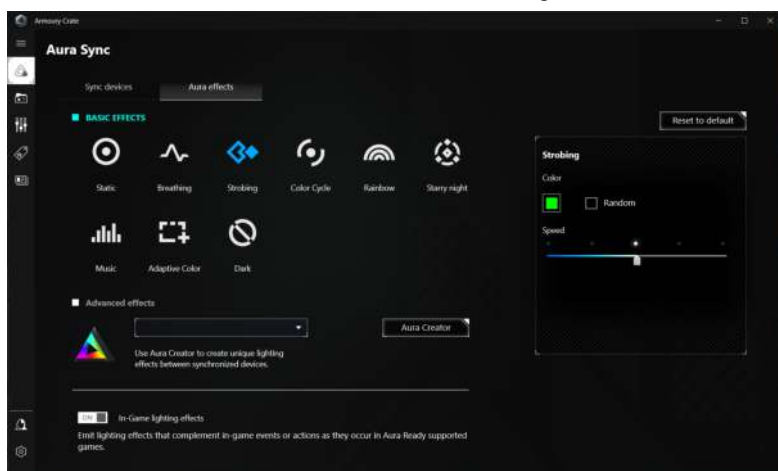 Armoury Crate
Aura Sync
Sync devices
Aura effects
BASIC EFFECTS
Reset to default
Static
Breathing
Strobing
Color Cycle
Rainbow
Starry night
Music
Adaptive Color
Dark
Strobing
Color
Random
Speed
Advanced effects
Aura Creator
Use Aura Creator to create unique lighting
effects between synchronized devices.
ON
In-Game lighting effects
Emit lighting effects that complement in-game events or actions as they occur in Aura Ready supported
games.